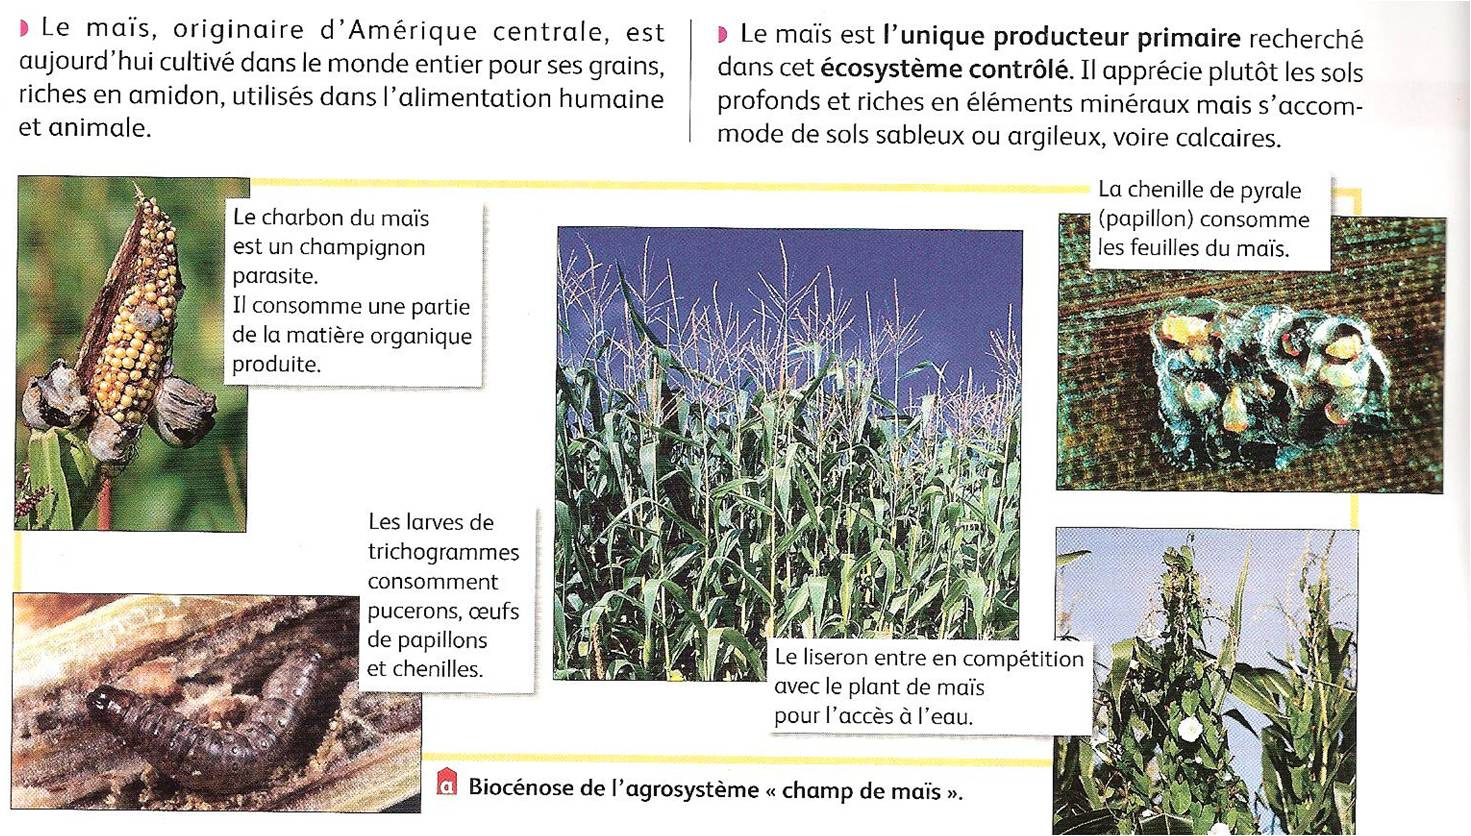 Le maïs, originaire d’Amérique centrale, est
aujourd’hui cultivé dans le monde entier pour ses grains,
riches en amidon, utilisés dans l’alimentation humaine
et animale.
Le maïs est l’unique producteur primaire recherché
dans cet écosystème contrôlé. Il apprécie plutôt les sols
profonds et riches en éléments minéraux mais s’accom-
mode de sols sableux ou argileux, voire calcaires.
Le charbon du maïs
est un champignon
parasite.
Il consomme une partie
de la matière organique
produite.
La chenille de pyrale
(papillon) consomme
les feuilles du maïs.
Les larves de
trichogrammes
consomment
pucerons, œufs
de papillons
et chenilles.
Le liseron entre en compétition
avec le plant de maïs
pour l’accès à l’eau.
a Biocénose de l’agrosystème « champ de maïs ».